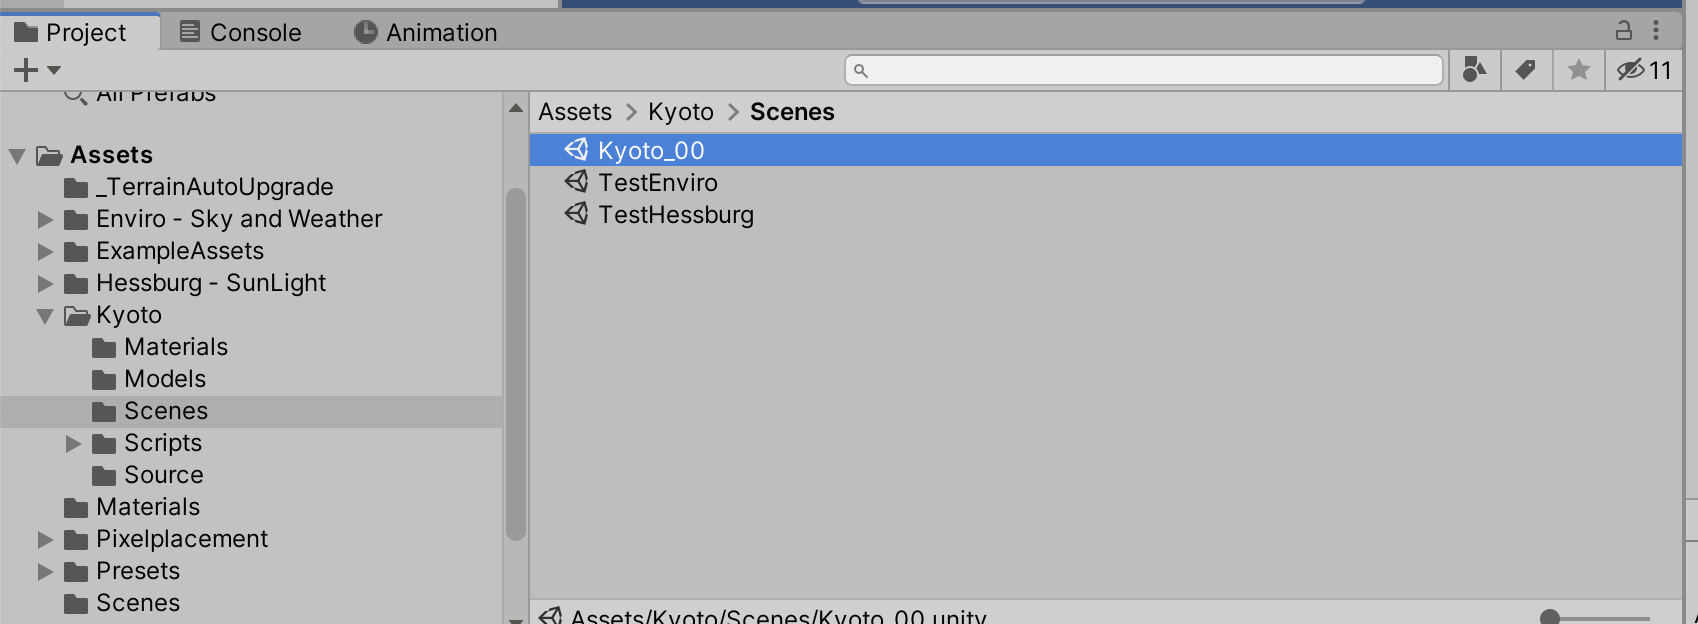 Project Console Animation
11
All Prefabs
Assets > Kyoto > Scenes
Assets
_TerrainAutoUpgrade
Enviro - Sky and Weather
ExampleAssets
Hessburg - SunLight
Kyoto
Materials
Models
Scenes
Scripts
Source
Materials
Pixelplacement
Presets
Scenes
Kyoto_00
TestEnviro
TestHessburg
Assets/Kyoto/Scenes/Kyoto_00.unity